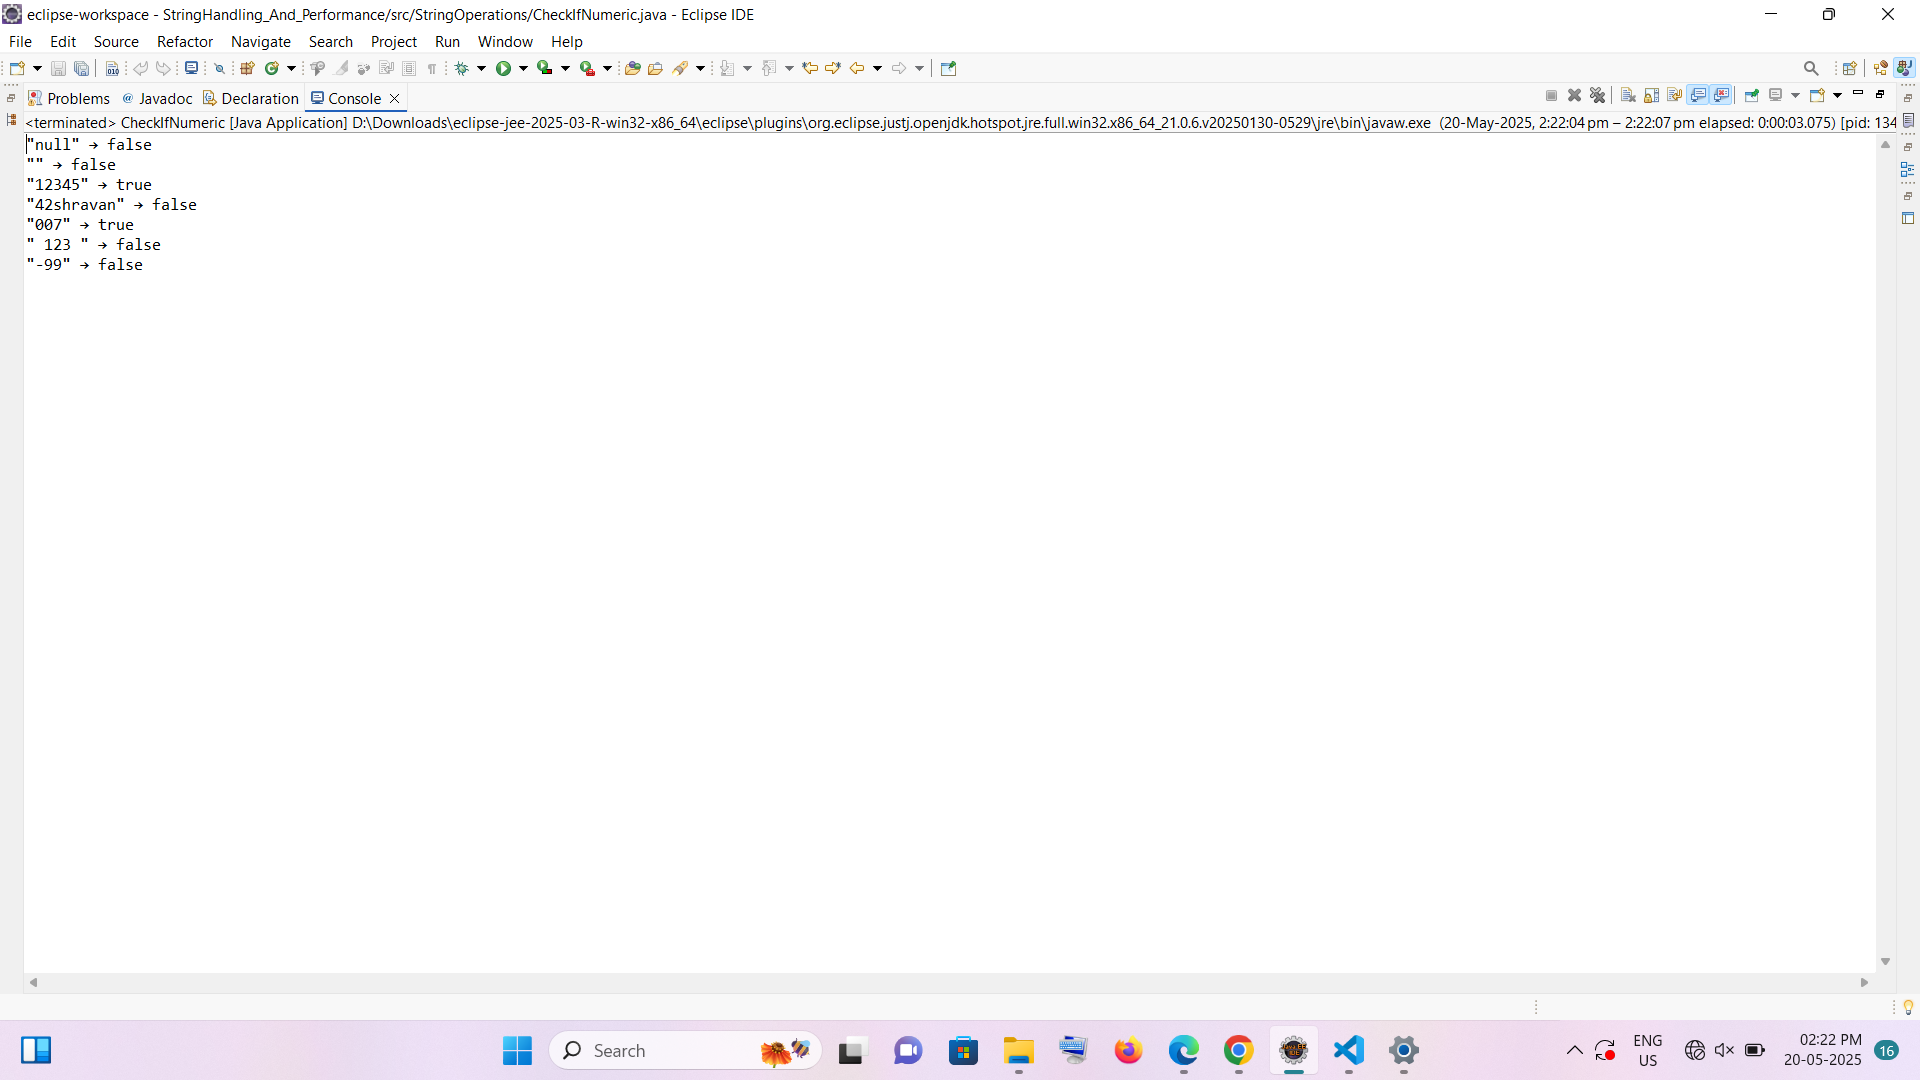 eclipse-workspace - StringHandling_And_Performance/src/StringOperations/CheckIfNumeric.java - Eclipse IDE
File Edit Source Refactor Navigate Search Project Run Window Help
Problems @ Javadoc Declaration Console
<terminated> CheckIfNumeric [Java Application] D:\Downloads\eclipse-jee-2025-03-R-win32-x86_64\eclipse\plugins\org.eclipse.justj.openjdk.hotspot.jre.full.win32.x86_64_21.0.6.v20250130-0529\jre\bin\javaw.exe (20-May-2025, 2:22:04 pm – 2:22:07 pm elapsed: 0:00:03.075) [pid: 134
"null" → false
"" → false
"12345" → true
"42shravan" → false
"007" → true
" 123 " → false
"-99" → false
Search
ENG
US
02:22 PM
20-05-2025
16